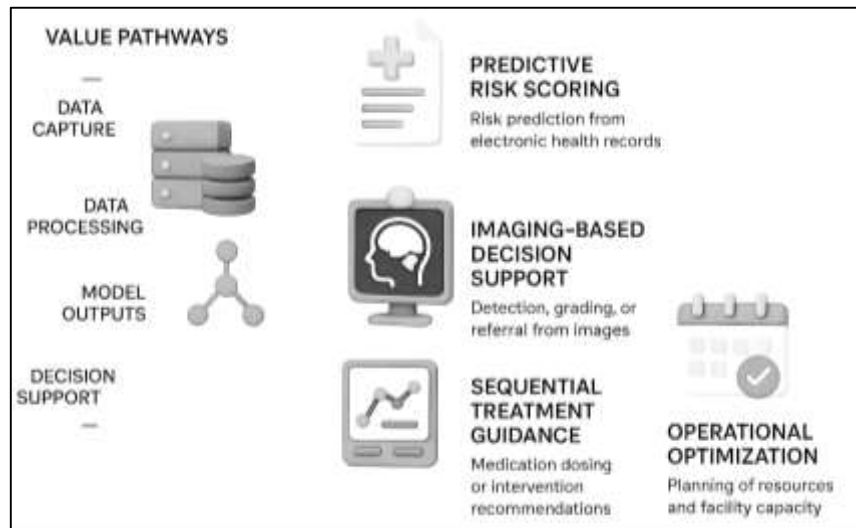 VALUE PATHWAYS
DATA
CAPTURE
DATA
PROCESSING
MODEL
OUTPUTS
DECISION
SUPPORT
PREDICTIVE
RISK SCORING
Risk prediction from
electronic health records
IMAGING-BASED
DECISION
SUPPORT
Detection, grading, or
referral from images
SEQUENTIAL
TREATMENT
GUIDANCE
Medication dosing
or intervention
recommendations
OPERATIONAL
OPTIMIZATION
Planning of resources
and facility capacity